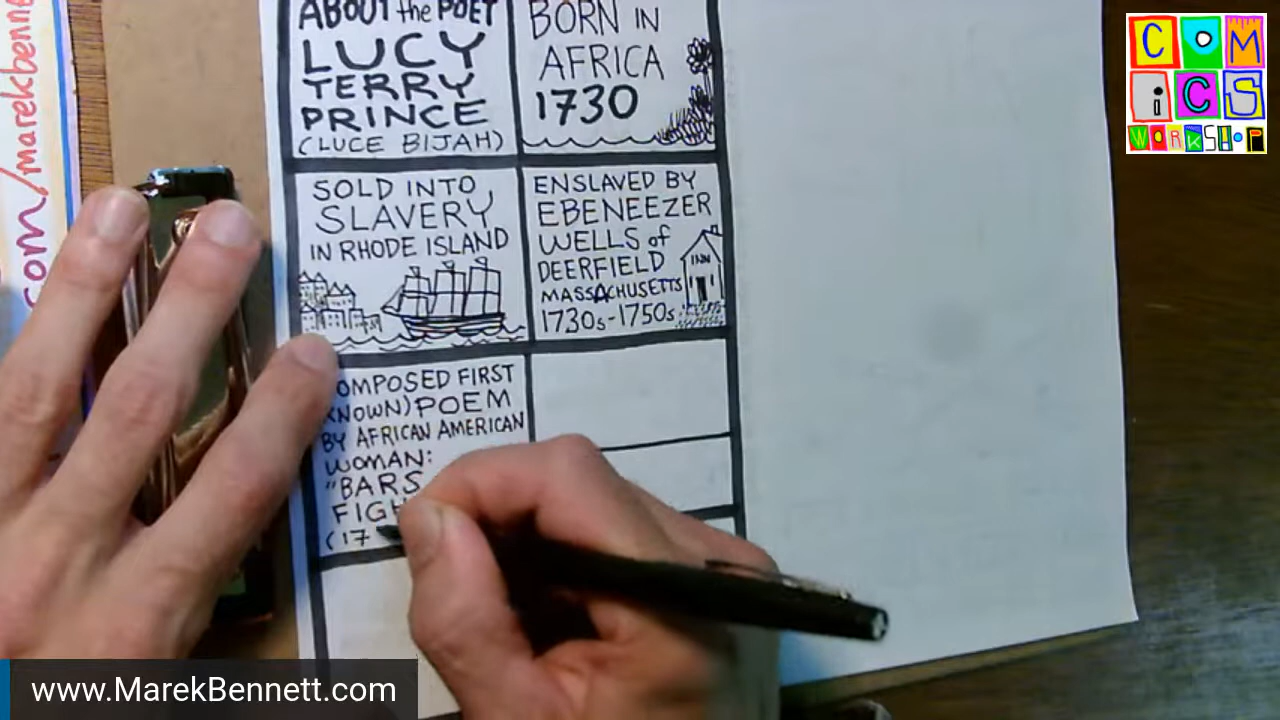 ABOUT the POET
LUCY
TERRY
PRINCE
(LUCE BIJAH)
BORN IN
AFRICA
1730
SOLD INTO
SLAVERY
IN RHODE ISLAND
ENSLAVED BY
EBENEEZER
WELLS of
DEERFIELD
MASSACHUSETTS
1730s-1750s
INN
OMPOSED FIRST
KNOWN) POEM
BY AFRICAN AMERICAN
WOMAN:
"BARS
FIGH
(17
com/marekbenne
COMiCS
WORKSHOP
www.MarekBennett.com